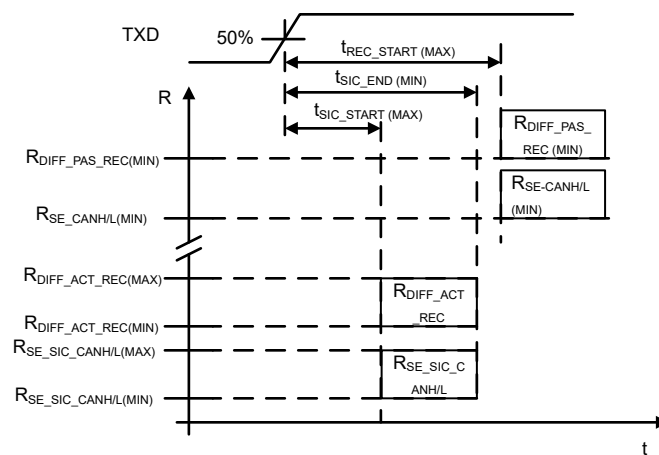 TXD
50%
tREC_START (MAX)
tSIC_END (MIN)
R
tSIC_START (MAX)
RDIFF_PAS_
REC (MIN)
RDIFF_PAS_REC(MIN)
RSE-CANH/L
(MIN)
RSE_CANH/L(MIN)
RDIFF_ACT_REC(MAX)
RDIFF_ACT
_REC
RDIFF_ACT_REC(MIN)
RSE_SIC_CANH/L(MAX)
RSE_SIC_C
ANH/L
RSE_SIC_CANH/L(MIN)
t